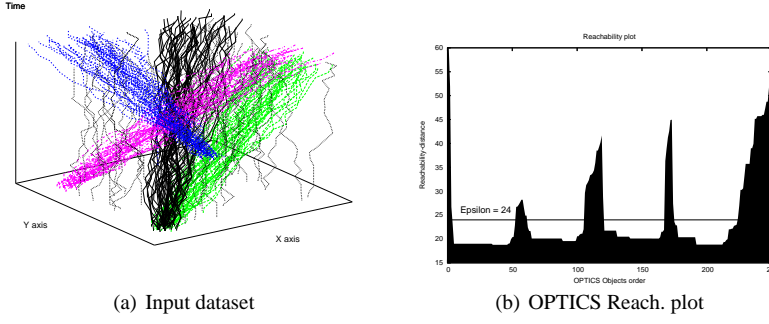 Time
Y axis
X axis
(a) Input dataset
Reachability plot
Reachability-distance
60
55
50
45
40
35
30
25
20
15
Epsilon = 24
0
50
100
150
200
OPTICS Objects order
(b) OPTICS Reach. plot